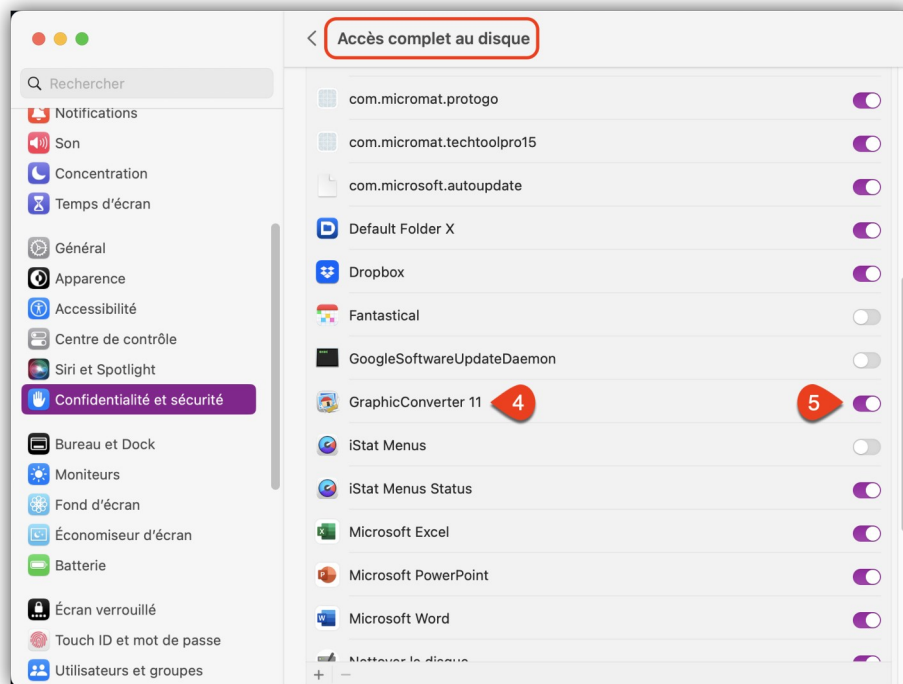 Accès complet au disque
Rechercher
Notifications
Son
Concentration
Temps d'écran
Général
Apparence
Accessibilité
Centre de contrôle
Siri et Spotlight
Confidentialité et sécurité
Bureau et Dock
Moniteurs
Fond d'écran
Économiseur d'écran
Batterie
Écran verrouillé
Touch ID et mot de passe
Utilisateurs et groupes
com.micromat.protogo
com.micromat.techtoolpro15
com.microsoft.autoupdate
Default Folder X
Dropbox
Fantastical
GoogleSoftwareUpdateDaemon
GraphicConverter 11 4 5
iStat Menus
iStat Menus Status
Microsoft Excel
Microsoft PowerPoint
Microsoft Word
Nettoyer le disque
+ −